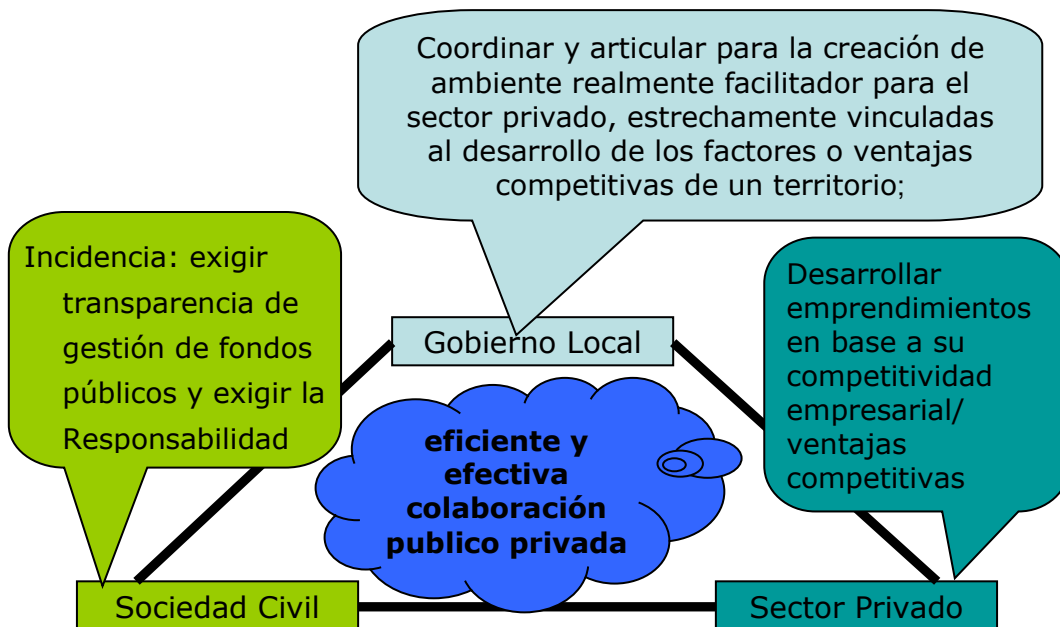 Coordinar y articular para la creación de
ambiente realmente facilitador para el
sector privado, estrechamente vinculadas
al desarrollo de los factores o ventajas
competitivas de un territorio;
Incidencia: exigir
transparencia de
gestión de fondos
públicos y exigir la
Responsabilidad
Desarrollar
emprendimientos
en base a su
competitividad
empresarial/
ventajas
competitivas
Gobierno Local
eficiente y
efectiva
colaboración
publico privada
Sociedad Civil
Sector Privado